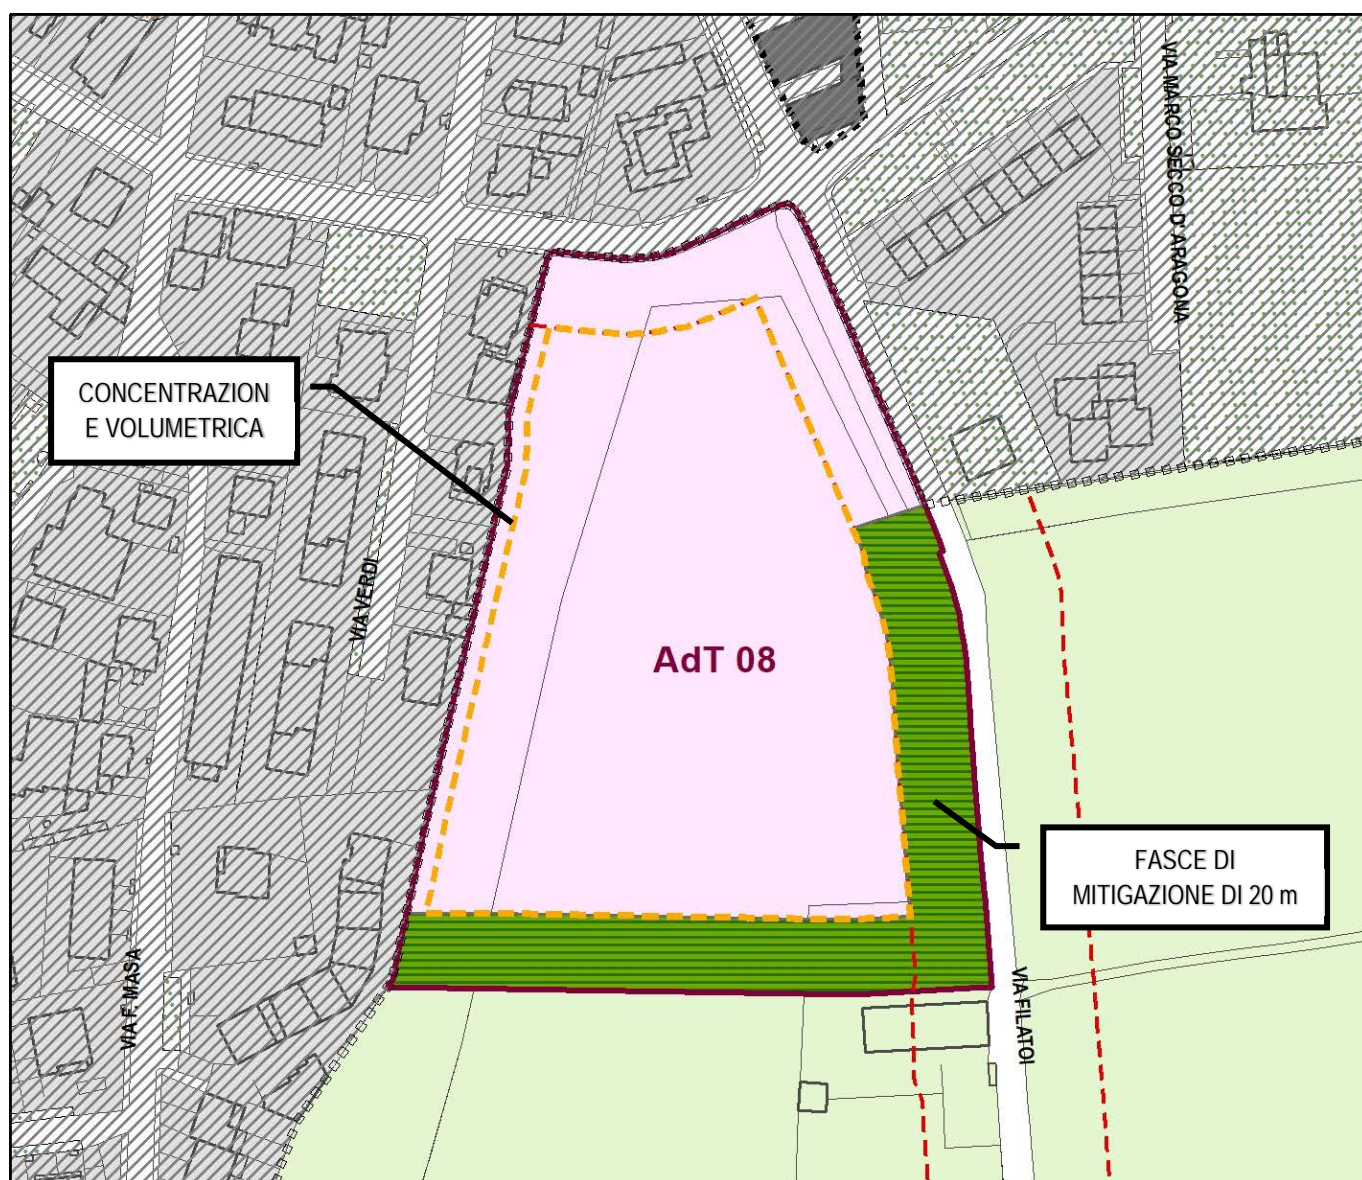 VIA MARCO SECCO D'ARAGONA
CONCENTRAZION
E VOLUMETRICA
VIA VERDI
AdT 08
FASCE DI
MITIGAZIONE DI 20 m
VIA F. MASA
VIA FILATOI